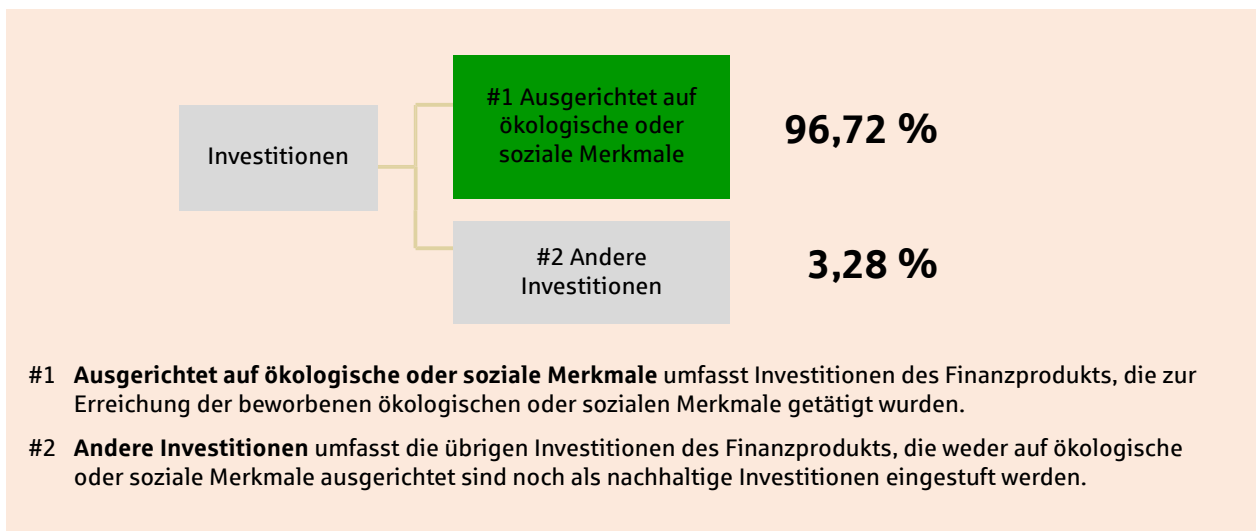 #1 Ausgerichtet auf
ökologische oder
soziale Merkmale
96,72 %
Investitionen
#2 Andere
Investitionen
3,28 %
#1 Ausgerichtet auf ökologische oder soziale Merkmale umfasst Investitionen des Finanzprodukts, die zur
Erreichung der beworbenen ökologischen oder sozialen Merkmale getätigt wurden.
#2 Andere Investitionen umfasst die übrigen Investitionen des Finanzprodukts, die weder auf ökologische
oder soziale Merkmale ausgerichtet sind noch als nachhaltige Investitionen eingestuft werden.